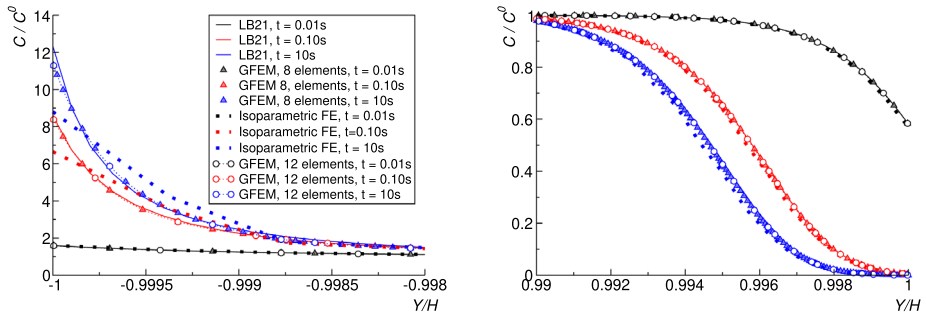 C / C⁰
14
12
10
8
6
4
2
0
-1
-0.9995
-0.999
-0.9985
-0.998
Y/H
LB21, t = 0.01s
LB21, t = 0.10s
LB21, t = 10s
GFEM, 8 elements, t = 0.01s
GFEM 8, elements, t = 0.10s
GFEM, 8 elements, t = 10s
Isoparametric FE, t = 0.01s
Isoparametric FE, t=0.10s
Isoparametric FE, t = 10s
GFEM, 12 elements, t = 0.01s
GFEM, 12 elements, t = 0.10s
GFEM, 12 elements, t = 10s
C / C⁰
1
0.8
0.6
0.4
0.2
0
0.99
0.992
0.994
0.996
0.998
1
Y/H